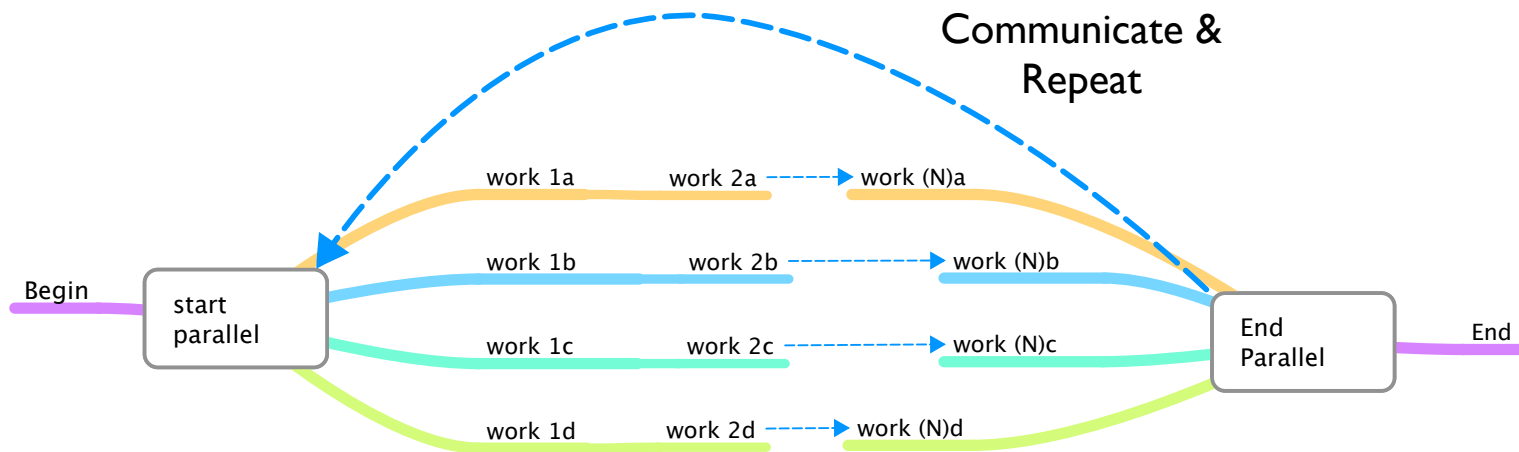 Communicate &
Repeat
work 1a
work 2a
work (N)a
Begin
start
parallel
work 1b
work 2b
work (N)b
work 1c
work 2c
work (N)c
work 1d
work 2d
work (N)d
End
Parallel
End